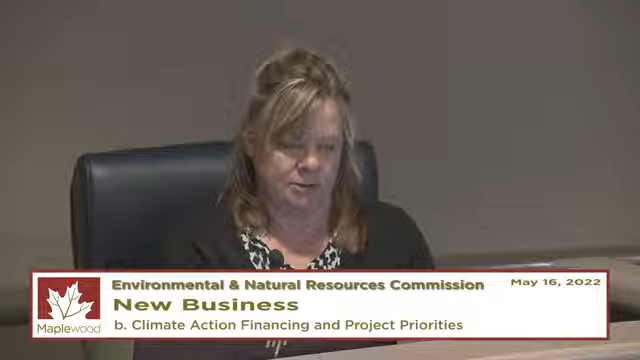 Environmental & Natural Resources Commission
May 16, 2022
New Business
b. Climate Action Financing and Project Priorities
Maplewood